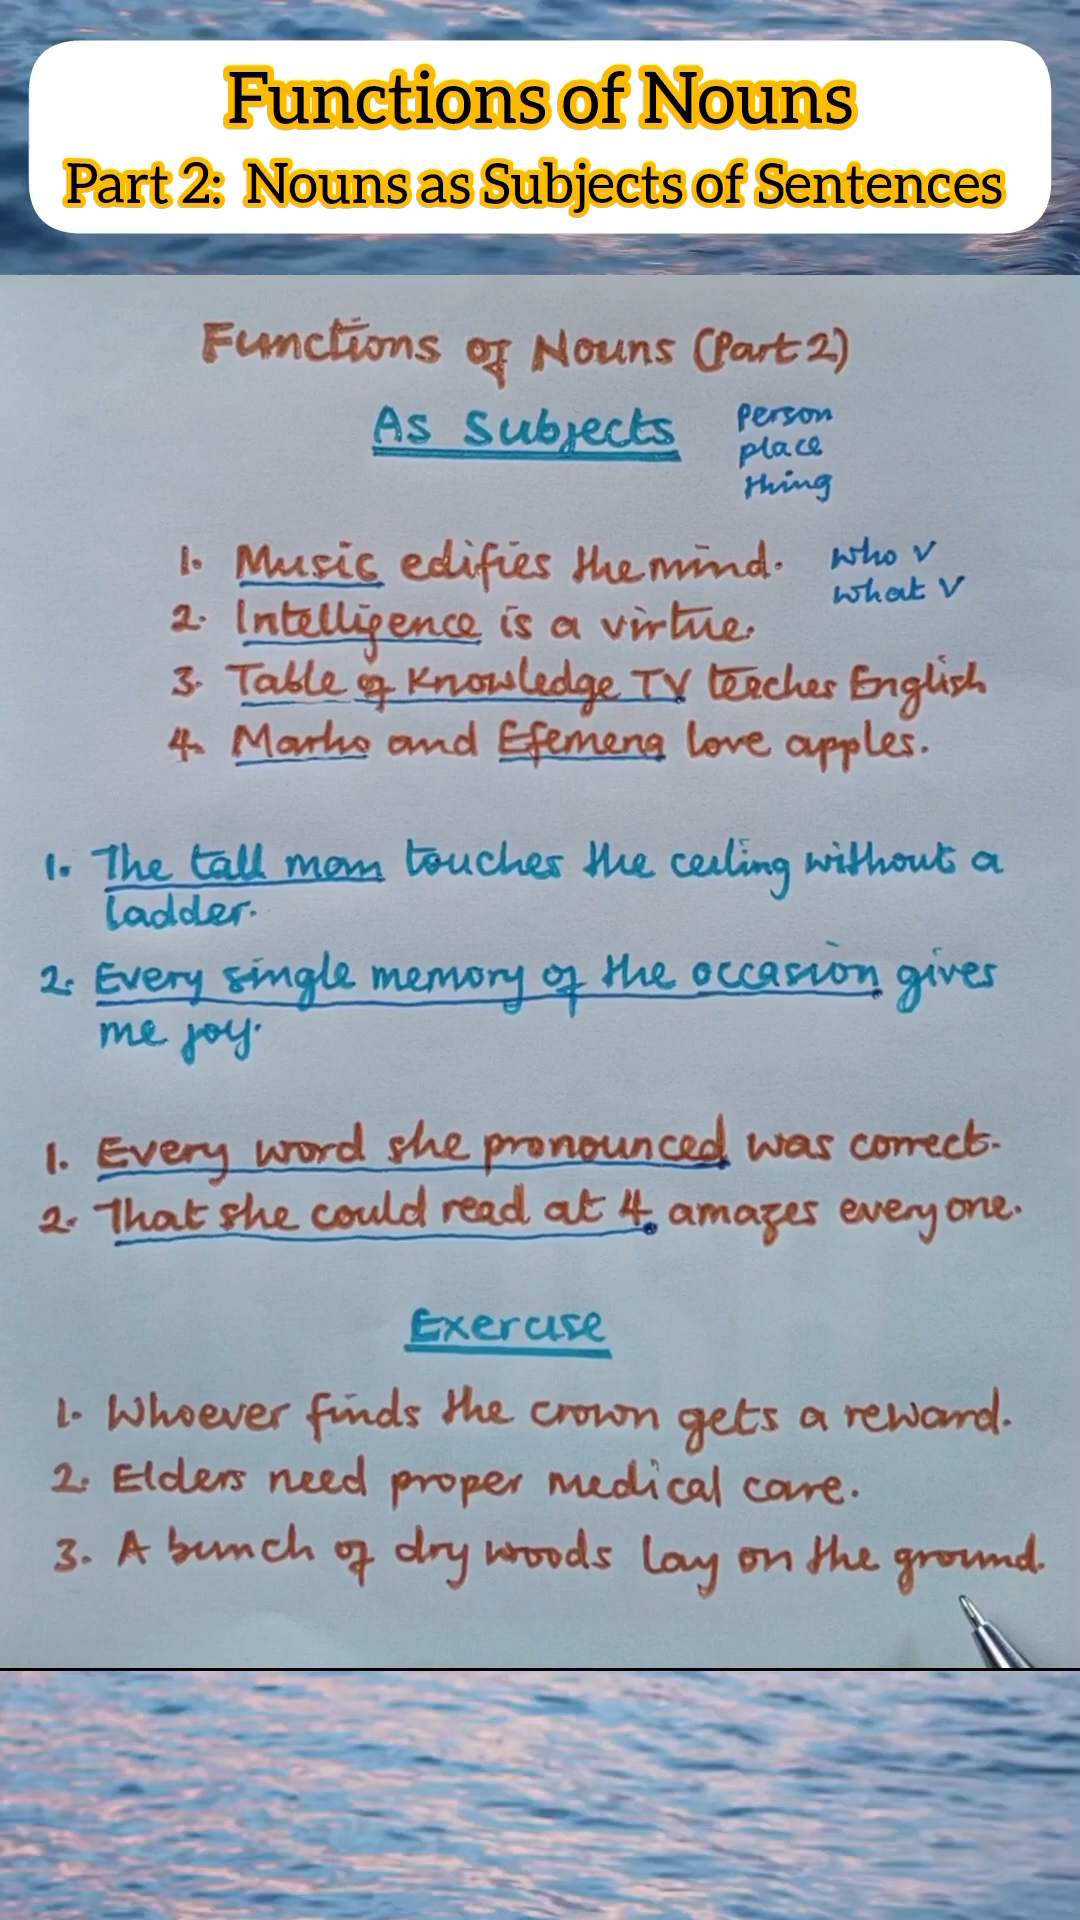 Functions of Nouns
Part 2: Nouns as Subjects of Sentences
Functions of Nouns (Part 2)
As Subjects
person
place
thing
1. Music edifies the mind.
who V
what V
2. Intelligence is a virtue.
3. Table of Knowledge TV teaches English
4. Marho and Efemena love apples.
1. The tall man touches the ceiling without a
ladder.
2. Every single memory of the occasion gives
me joy.
1. Every word she pronounced was correct.
2. That she could read at 4 amazes everyone.
Exercise
1. Whoever finds the crown gets a reward.
2. Elders need proper medical care.
3. A bunch of dry woods lay on the ground.